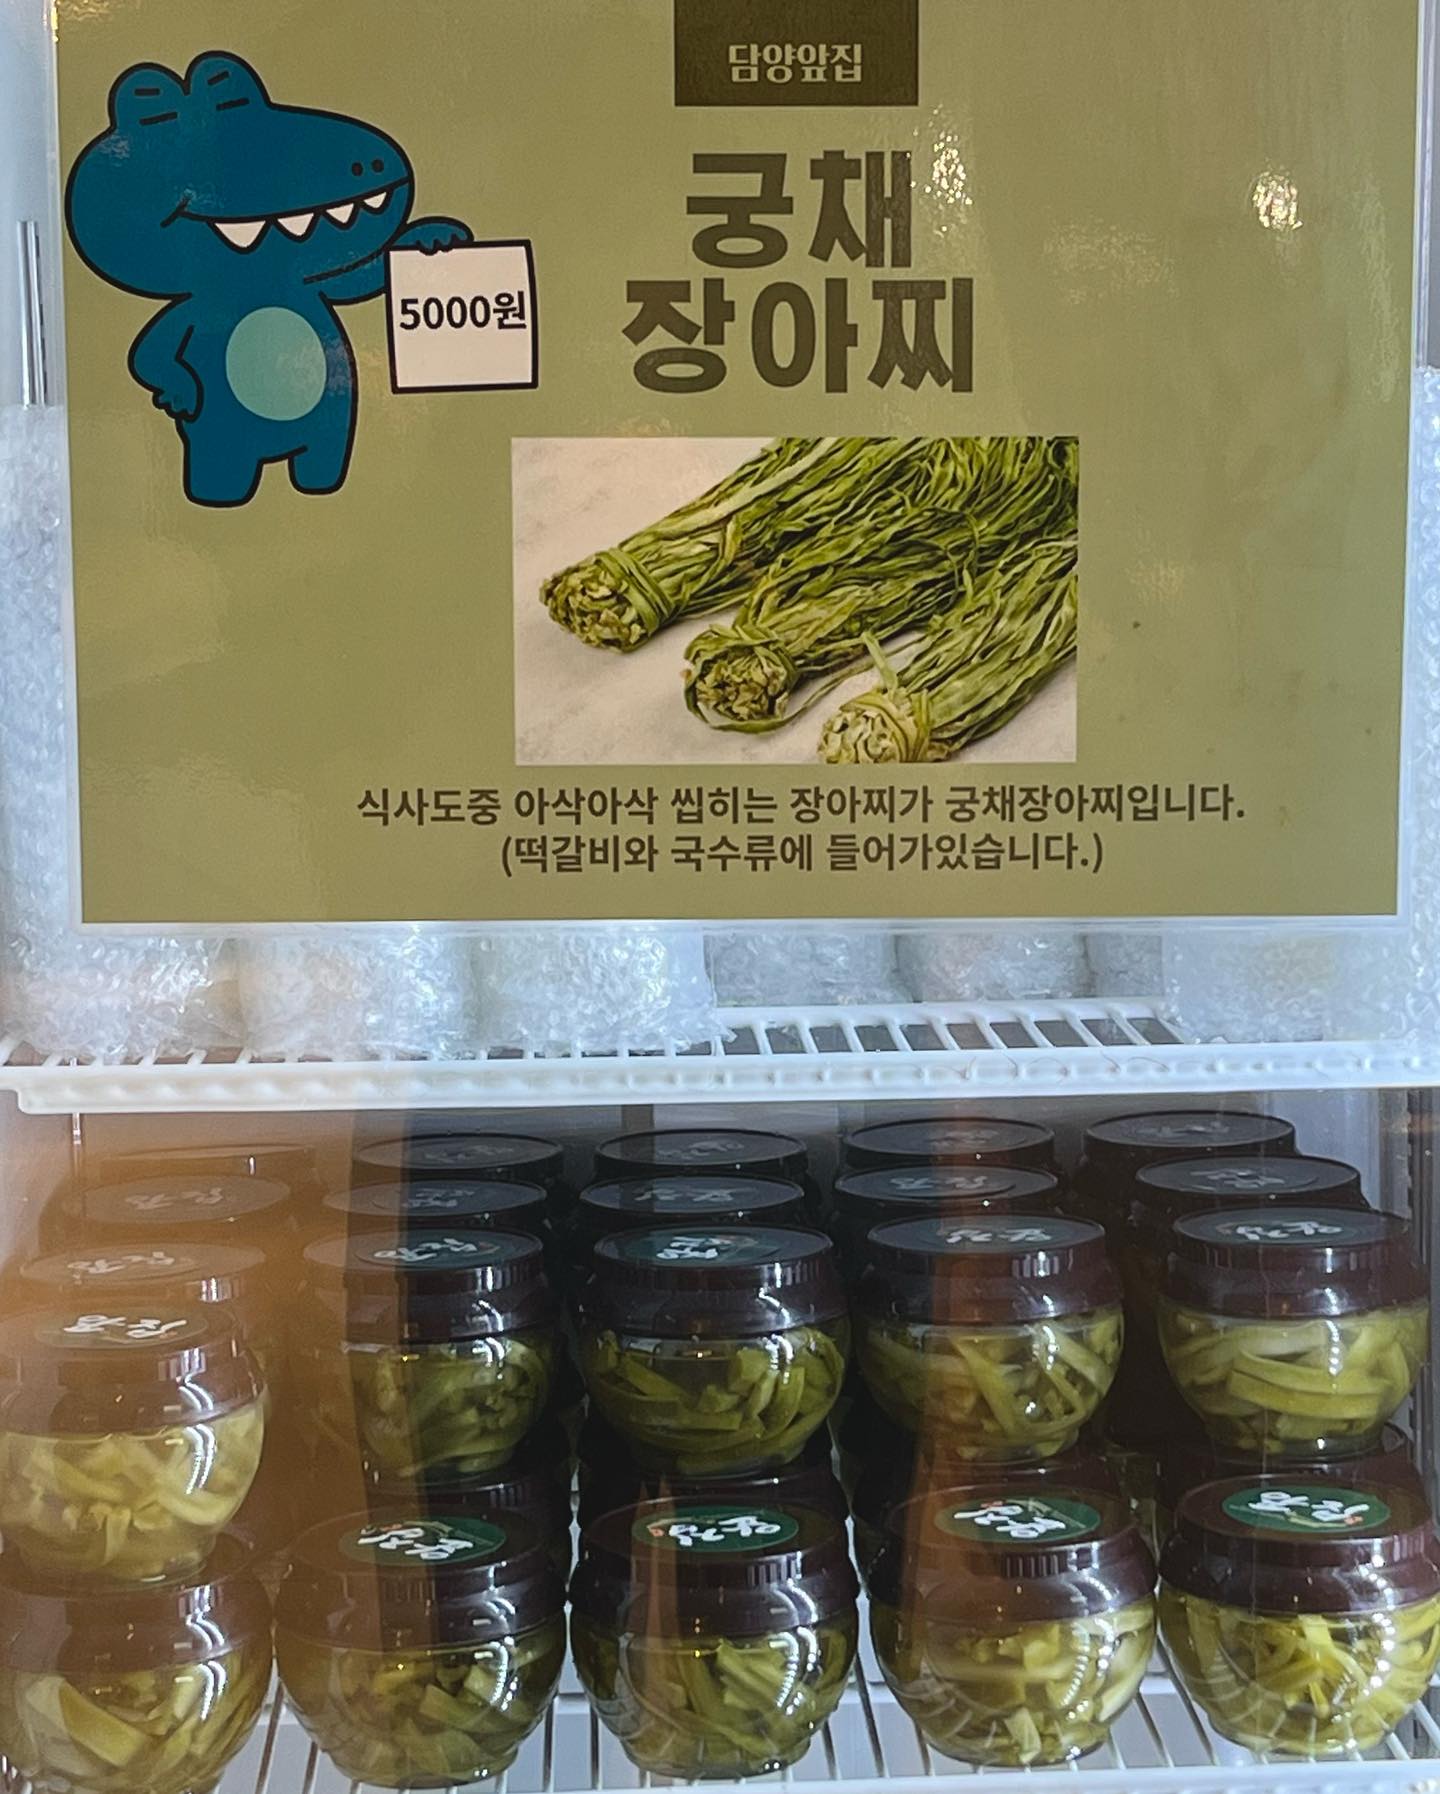 담양앞집
궁채
장아찌
5000원
식사도중 아삭아삭 씹히는 장아찌가 궁채장아찌입니다.
(떡갈비와 국수류에 들어가있습니다.)